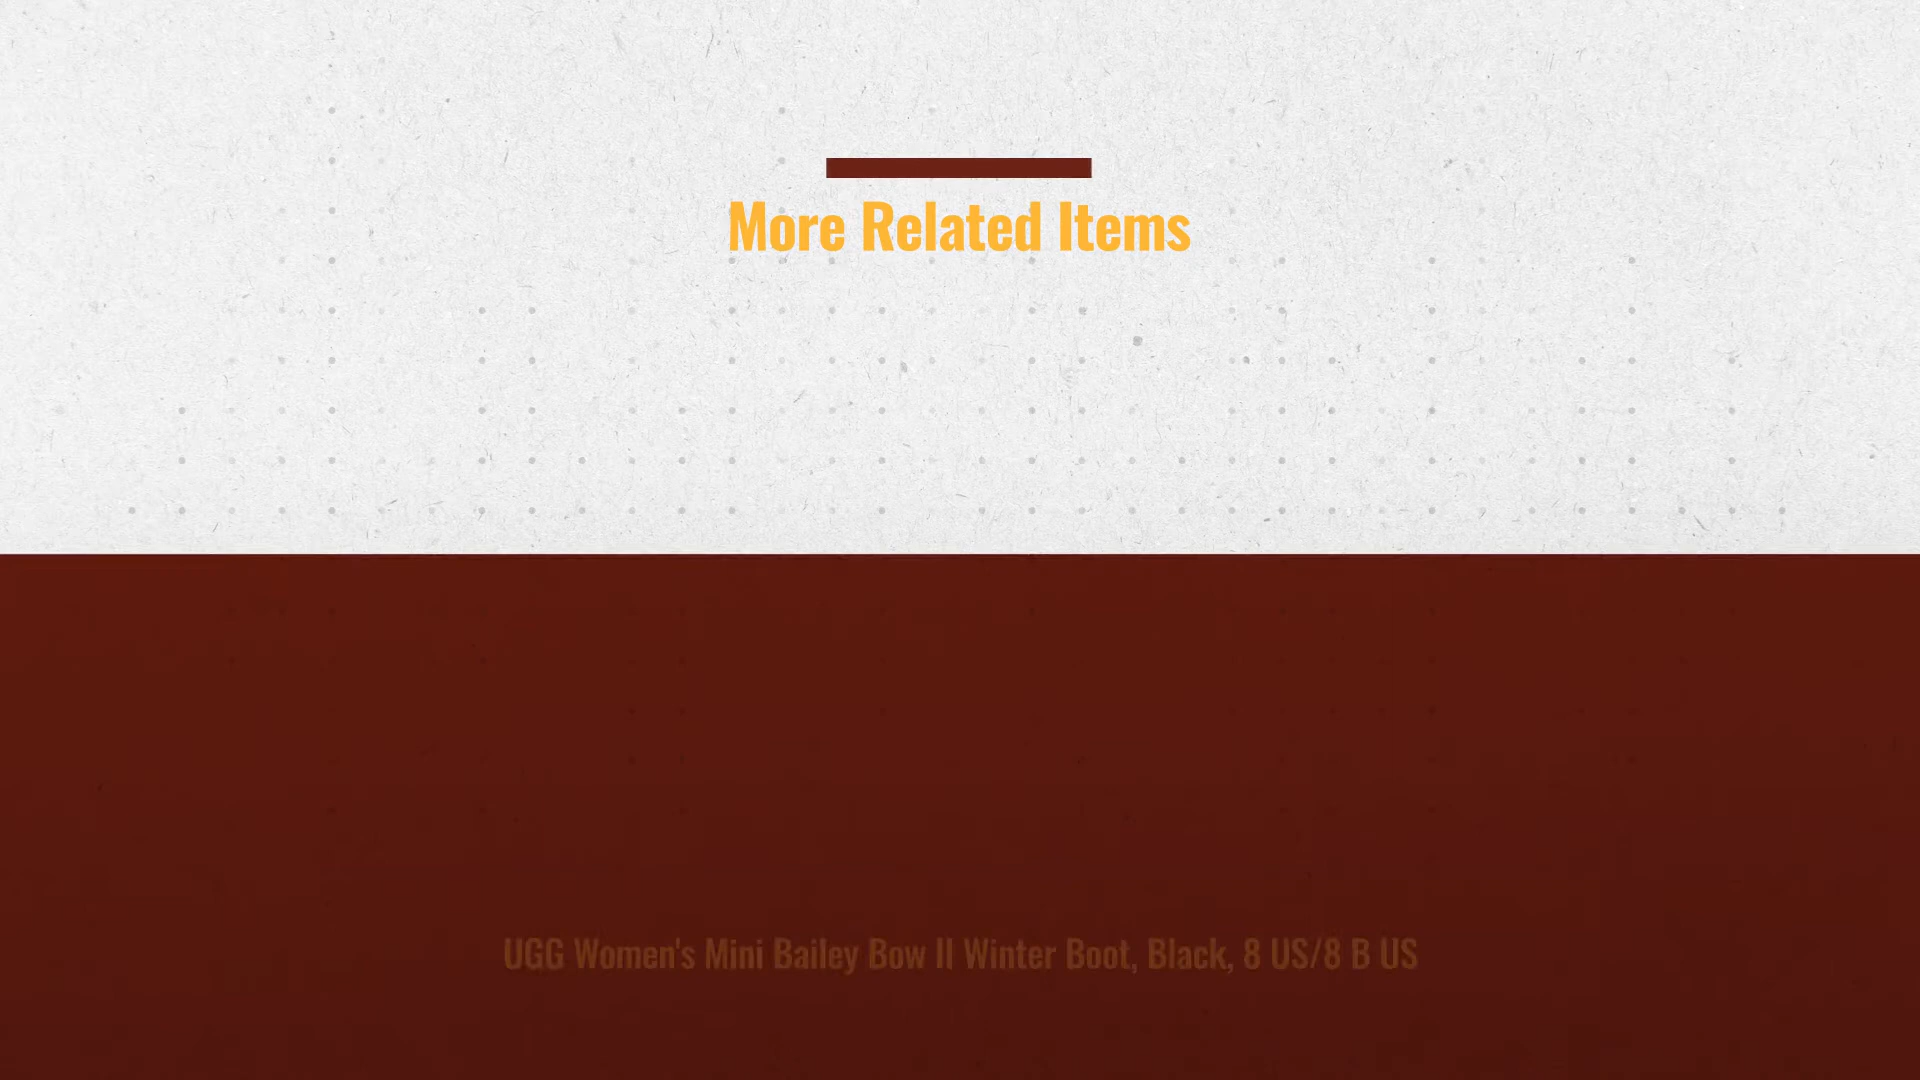 More Related Items
UGG Women's Mini Bailey Bow II Winter Boot, Black, 8 US/8 B US